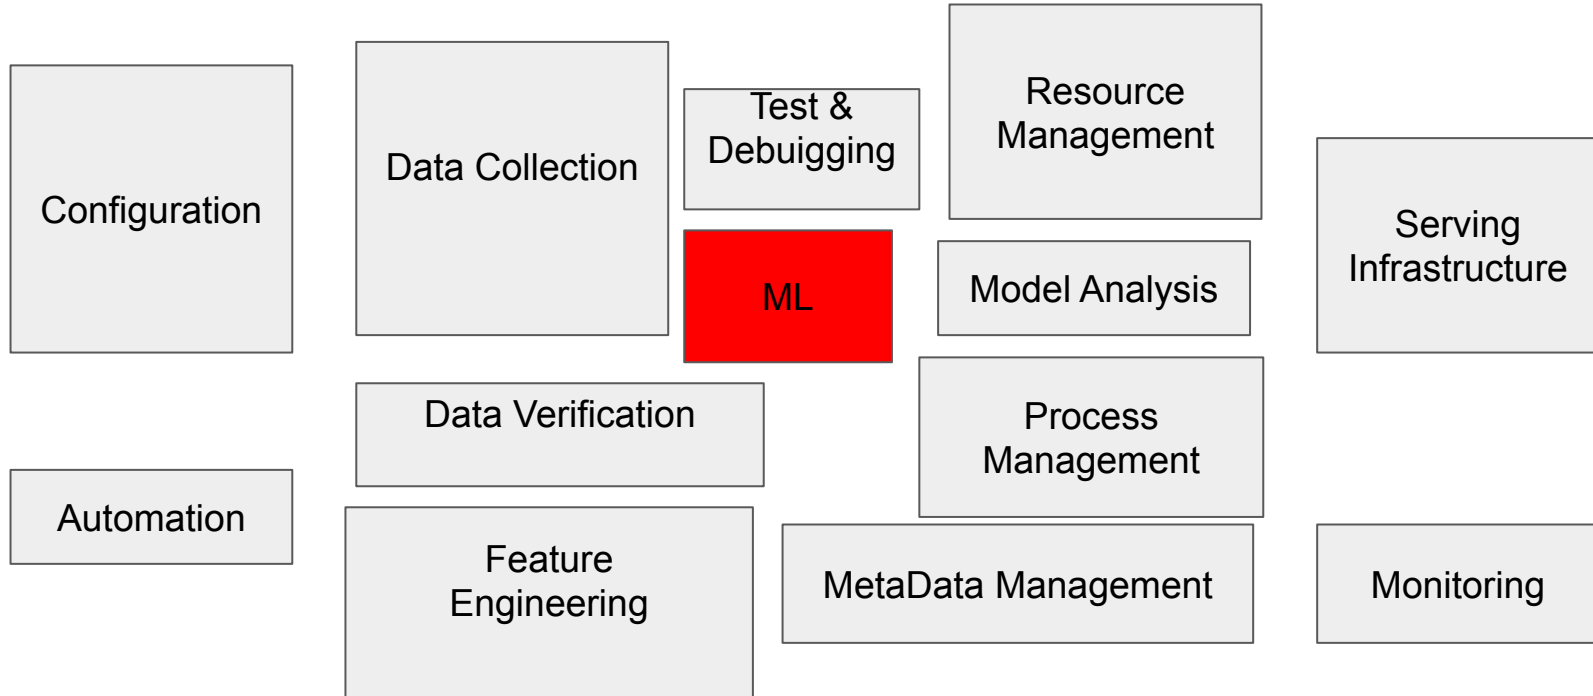 Configuration
Data Collection
Test &
Debuigging
Resource
Management
Serving
Infrastructure
ML
Model Analysis
Data Verification
Process
Management
Automation
Feature
Engineering
MetaData Management
Monitoring